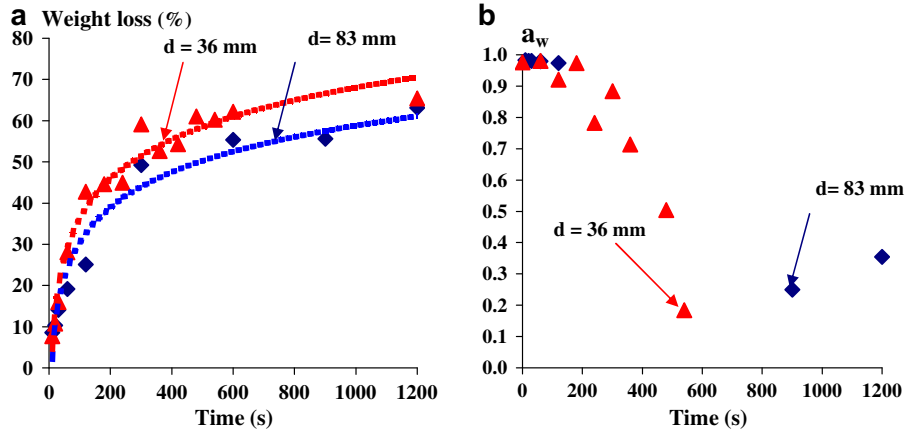 a Weight loss (%)
80
70
60
50
40
30
20
10
0
d = 36 mm
d= 83 mm
0 200 400 600 800 1000 1200
Time (s)
b
a_w
1.0
0.9
0.8
0.7
0.6
0.5
0.4
0.3
0.2
0.1
0.0
d= 83 mm
d = 36 mm
0 200 400 600 800 1000 1200
Time (s)